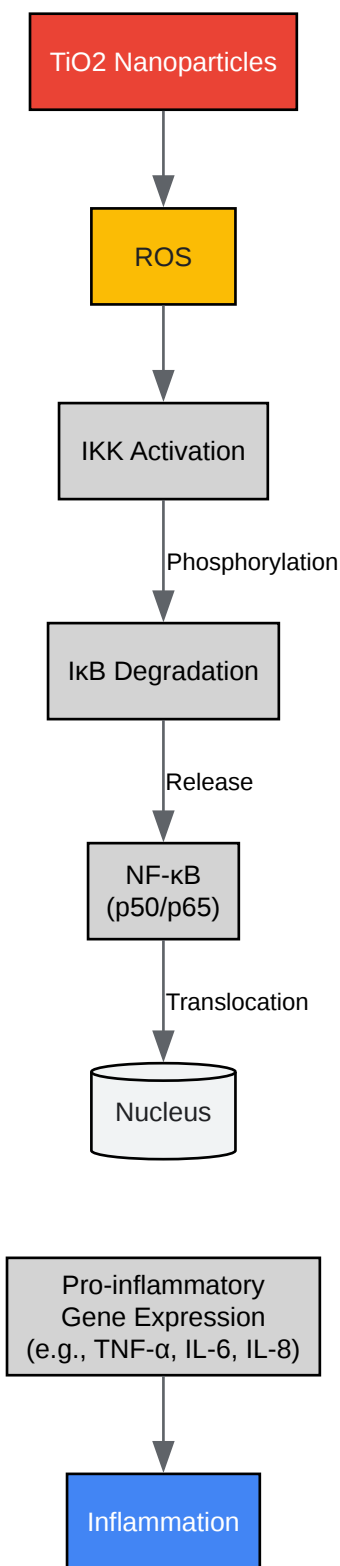 TiO2 Nanoparticles
ROS
IKK Activation
Phosphorylation
IκB Degradation
Release
NF-κB
(p50/p65)
Translocation
Nucleus
Pro-inflammatory
Gene Expression
(e.g., TNF-α, IL-6, IL-8)
Inflammation